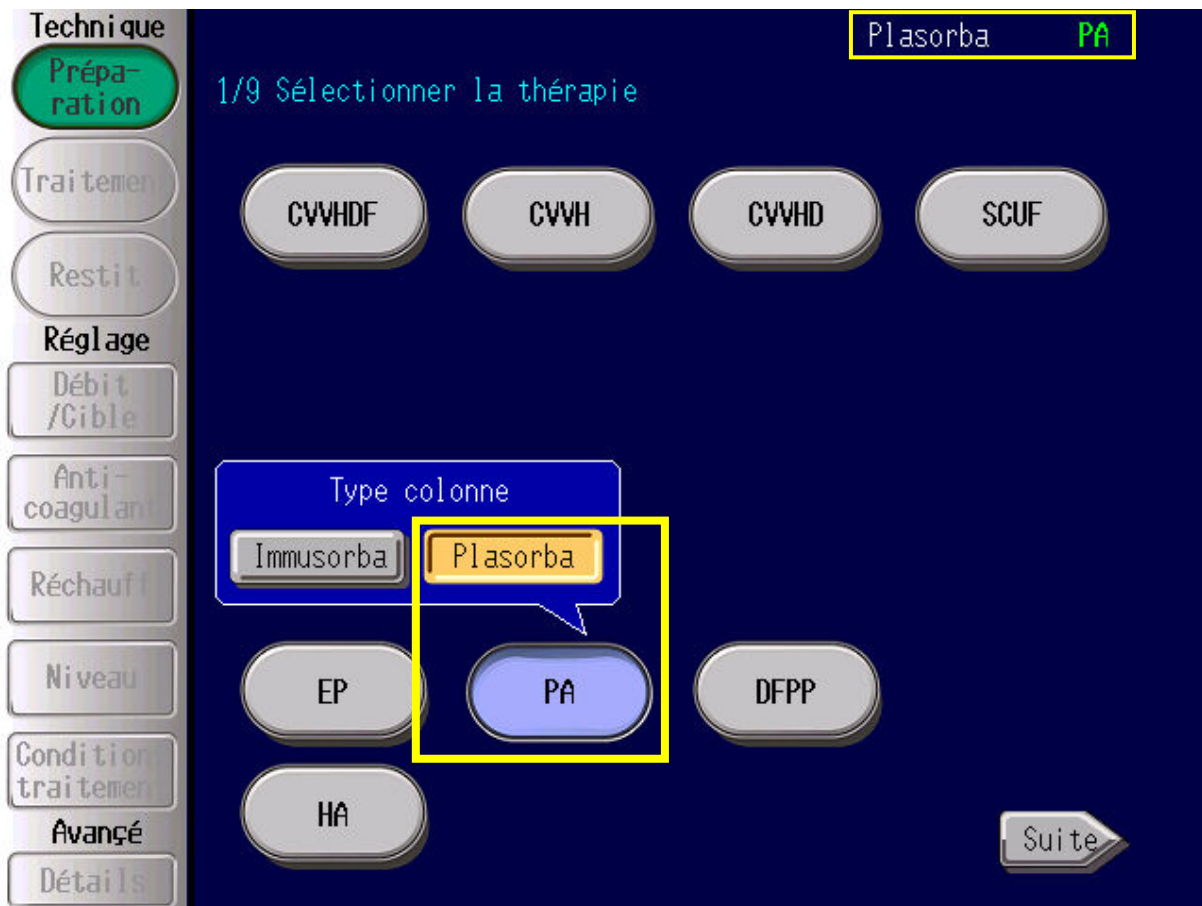 Technique
Prépa-
ration
Traitemen
Restit
Réglage
Débit
/Cible
Anti-
coagulant
Réchauff
Niveau
Condition
traitemen
Avançé
Détails
Plasorba PA
1/9 Sélectionner la thérapie
CVVHDF CVVH CVVHD SCUF
Type colonne
Immusorba Plasorba
EP PA DFPP
HA
Suite